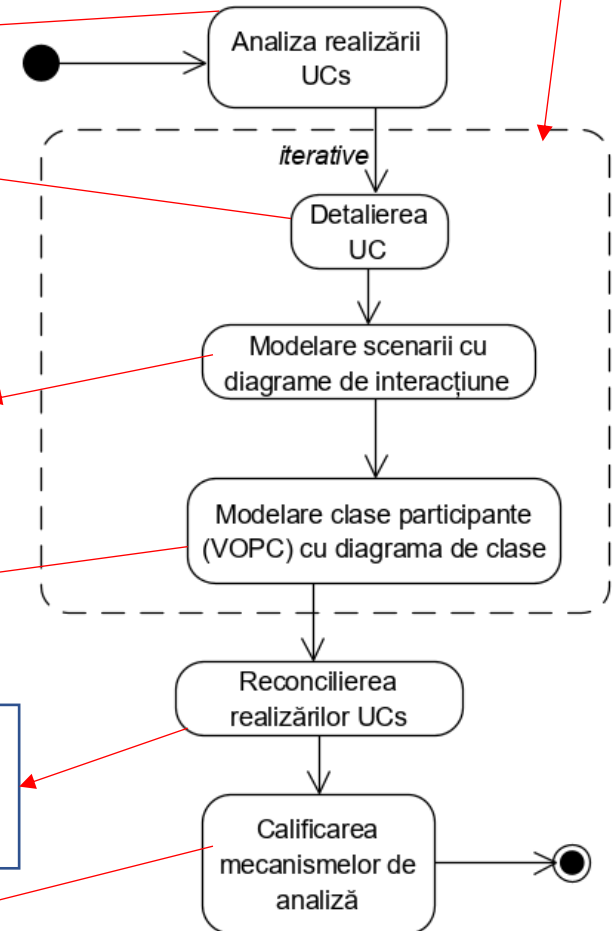 Analiza realizării
UCs
iterative
Detalierea
UC
Modelare scenarii cu
diagrame de interacțiune
Modelare clase participante
(VOPC) cu diagrama de clase
Reconcilierea
realizărilor UCs
Calificarea
mecanismelor de
analiză